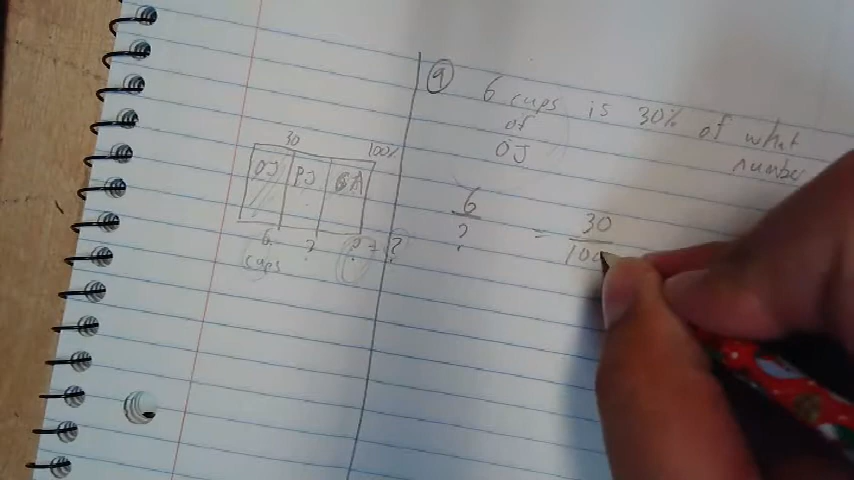 30 100%
OJ PJ GA
6 ? ? + ?
cups
9 6 cups is 30% of what
of number
OJ
6 = 30
? 100